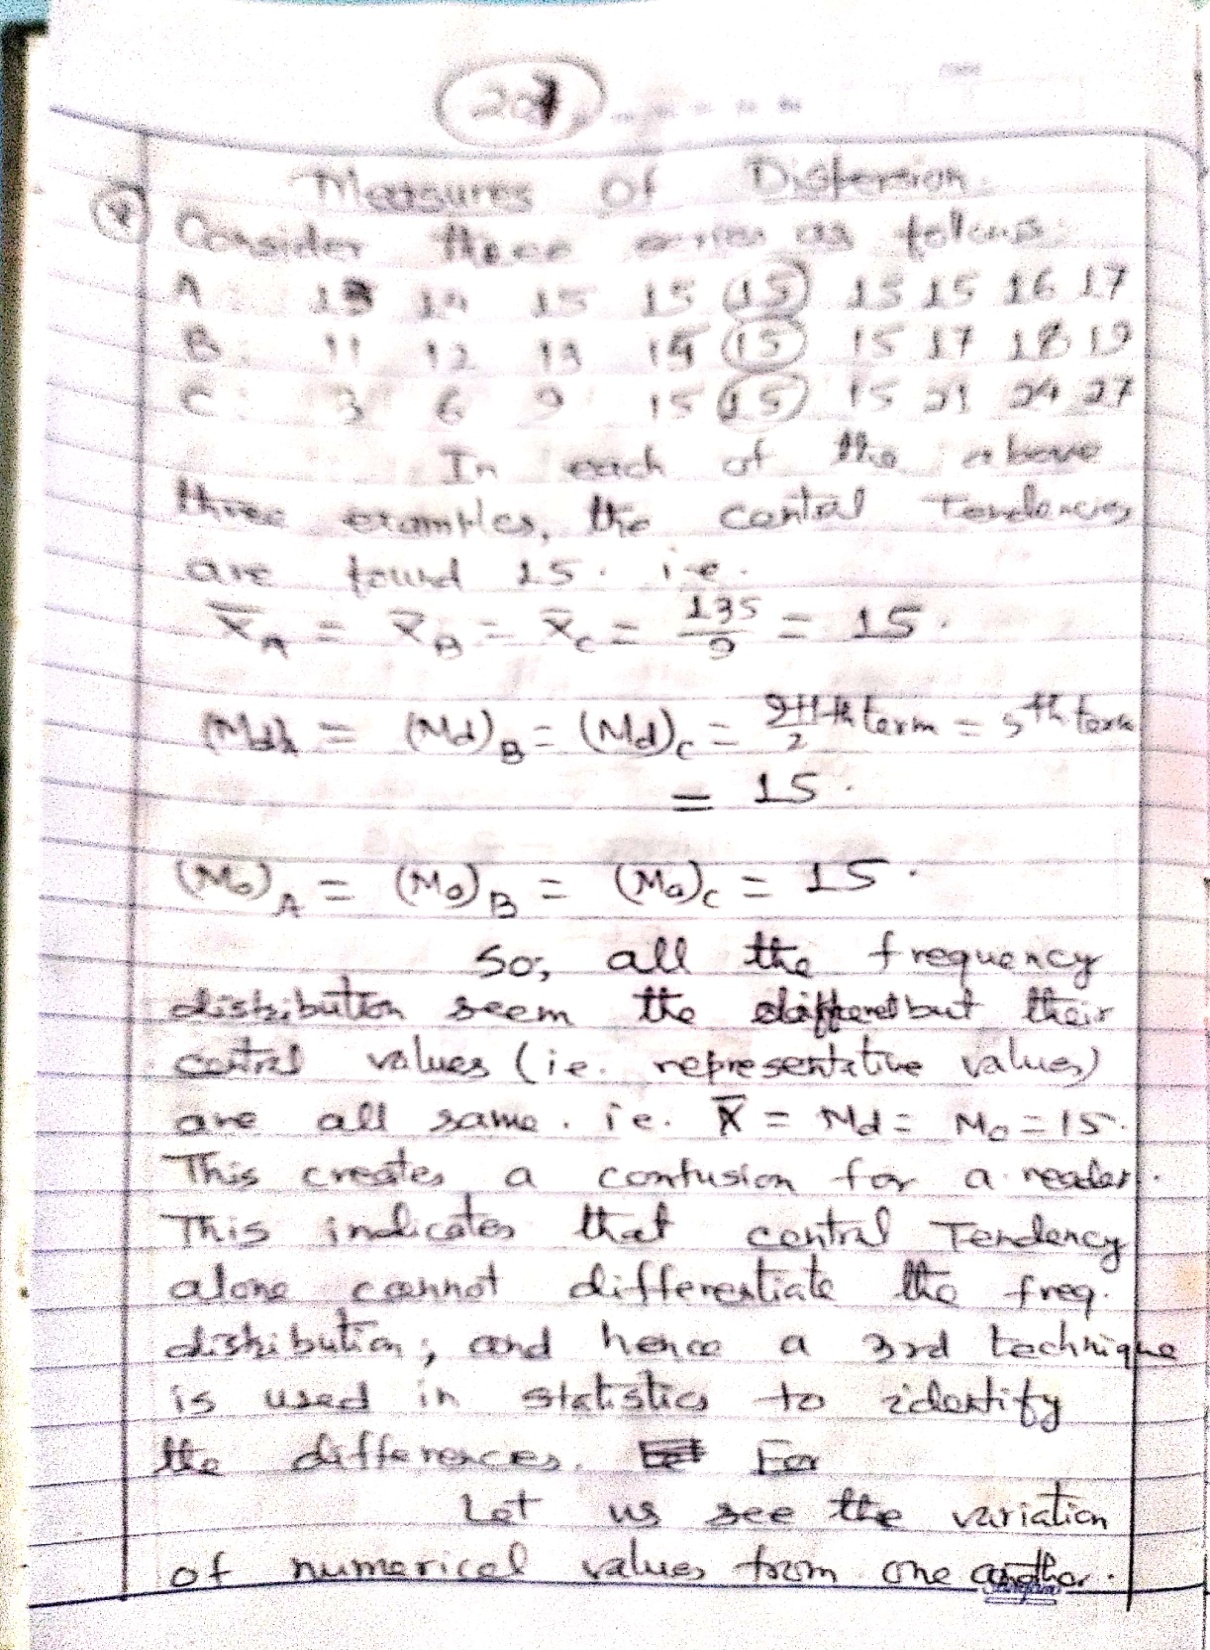 207
Measures Of Dispersion
Consider three series as follows:
A: 13 14 15 15 15 15 15 16 17
B: 11 12 13 15 15 17 18 19
C: 3 6 9 15 15 15 21 24 27
In each of the above
three examples, the central Tendencies
are found 15. i.e.
X̄A = X̄B = X̄C = 135/9 = 15.
(Md)A = (Md)B = (Md)C = 9+1/2 th term = 5th term
= 15.
(Mo)A = (Mo)B = (Mo)C = 15.
So, all the frequency
distribution seem the different but their
central values (ie. representative values)
are all same. ie. X̄ = Md = Mo = 15.
This creates a confusion for a reader.
This indicates that central Tendency
alone cannot differentiate the freq.
distribution; and hence a 3rd technique
is used in statistics to identify
the differences. For
Let us see the variation
of numerical values from one another.